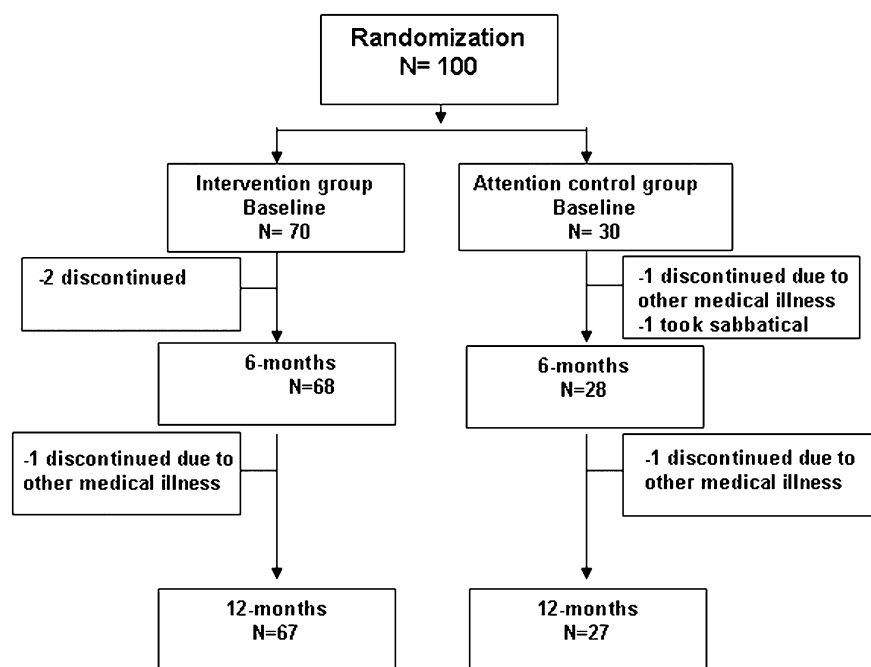 Randomization
N= 100
Intervention group
Baseline
N= 70
Attention control group
Baseline
N= 30
-2 discontinued
-1 discontinued due to
other medical illness
-1 took sabbatical
6-months
N=68
6-months
N=28
-1 discontinued due to
other medical illness
-1 discontinued due to
other medical illness
12-months
N=67
12-months
N=27